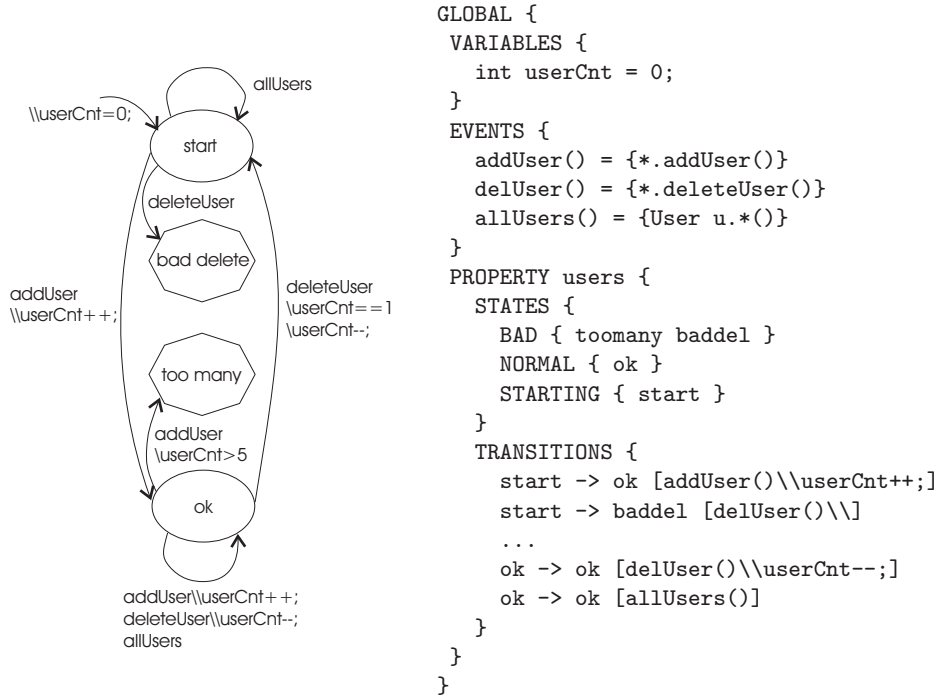 allUsers
\\userCnt=0;
start
deleteUser
bad delete
addUser
\\userCnt++;
deleteUser
\userCnt==1
\userCnt--;
too many
addUser
\userCnt>5
ok
addUser\\userCnt++;
deleteUser\\userCnt--;
allUsers
GLOBAL {
VARIABLES {
int userCnt = 0;
}
EVENTS {
addUser() = {*.addUser()}
delUser() = {*.deleteUser()}
allUsers() = {User u.*()}
}
PROPERTY users {
STATES {
BAD { toomany baddel }
NORMAL { ok }
STARTING { start }
}
TRANSITIONS {
start -> ok [addUser()\\userCnt++;]
start -> baddel [delUser()\\]
...
ok -> ok [delUser()\\userCnt--;]
ok -> ok [allUsers()]
}
}
}